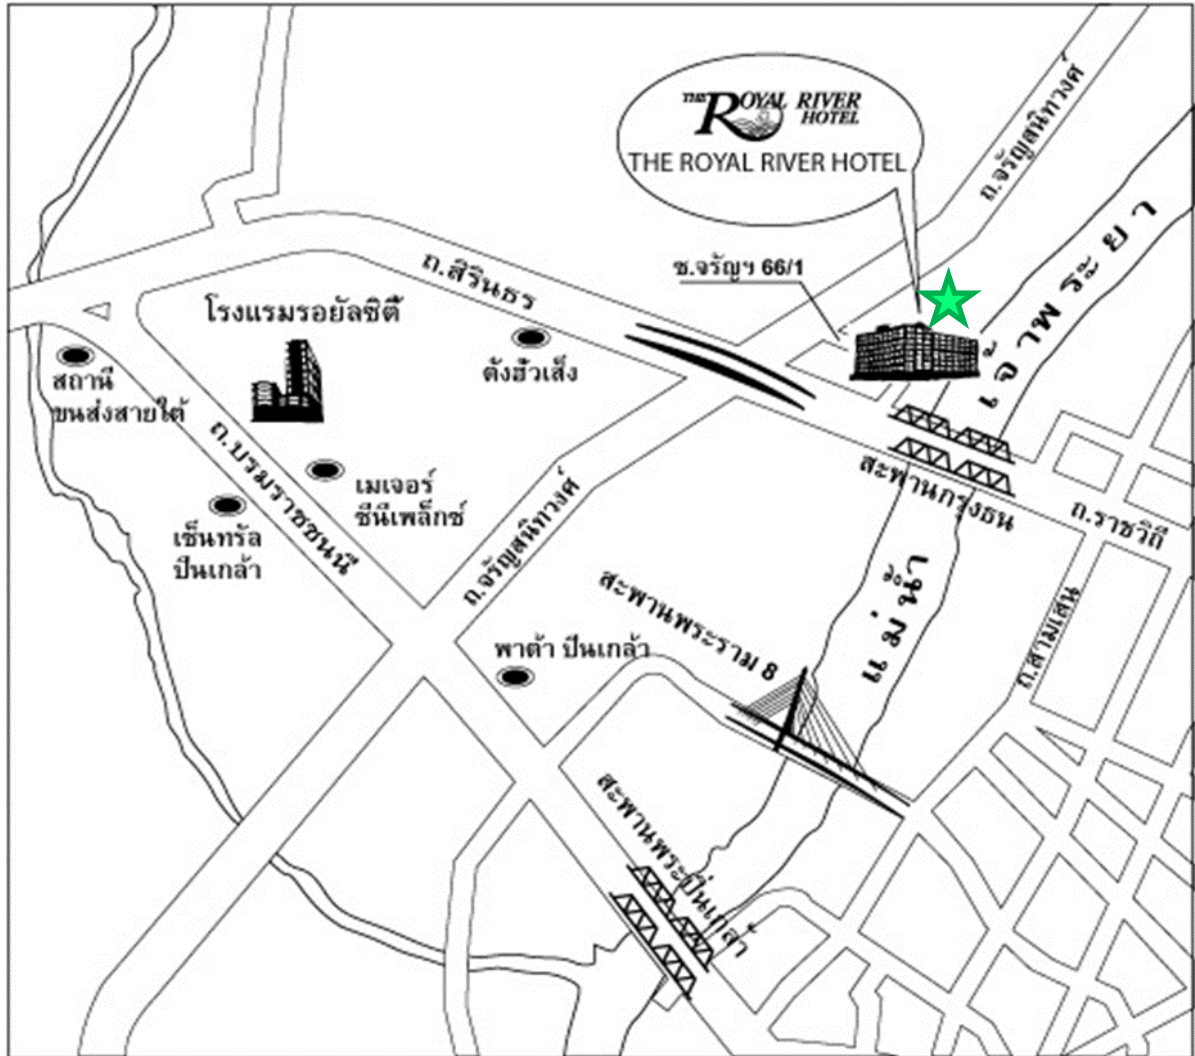 THE ROYAL RIVER
HOTEL
THE ROYAL RIVER HOTEL
ถ.จรัญสนิทวงศ์
เจ้าพระยา
ซ.จรัญฯ 66/1
ถ.สิรินธร
โรงแรมรอยัลซิตี้
ตังฮั่วเส็ง
สถานี
ขนส่งสายใต้
ถ.บรมราชชนนี
เมเจอร์
ซีนีเพล็กซ์
เซ็นทรัล
ปิ่นเกล้า
ถ.จรัญสนิทวงศ์
สะพานกรุงธน
ถ.ราชวิถี
แม่น้ำ
ถ.สามเสน
สะพานพระราม 8
พาต้า ปิ่นเกล้า
สะพานพระปิ่นเกล้า